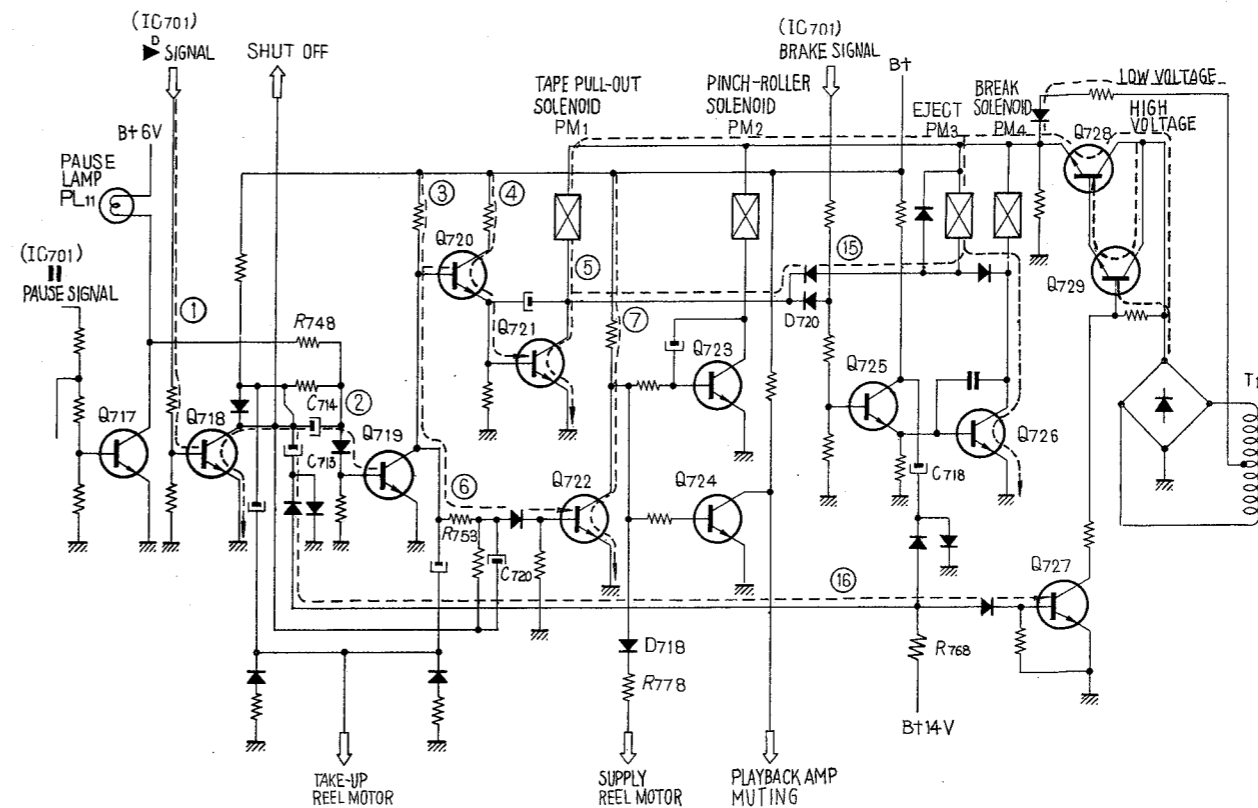 (IC701)
D
▶ SIGNAL
SHUT OFF
(IC701)
BRAKE SIGNAL
B+
TAPE PULL-OUT
SOLENOID
PM1
PINCH-ROLLER
SOLENOID
PM2
EJECT
PM3
BREAK
SOLENOID
PM4
LOW VOLTAGE
HIGH
VOLTAGE
Q728
B+6V
PAUSE
LAMP
PL11
③
④
Q720
(IC701)
II
PAUSE SIGNAL
⑤
⑮
Q729
①
R748
Q721
⑦
D720
Q723
Q725
T1
C714
②
Q717
Q718
C713
Q719
Q726
⑥
Q722
Q724
C718
R753
C720
⑯
Q727
D718
R768
R778
B+14V
TAKE-UP
REEL MOTOR
SUPPLY
REEL MOTOR
PLAYBACK AMP
MUTING